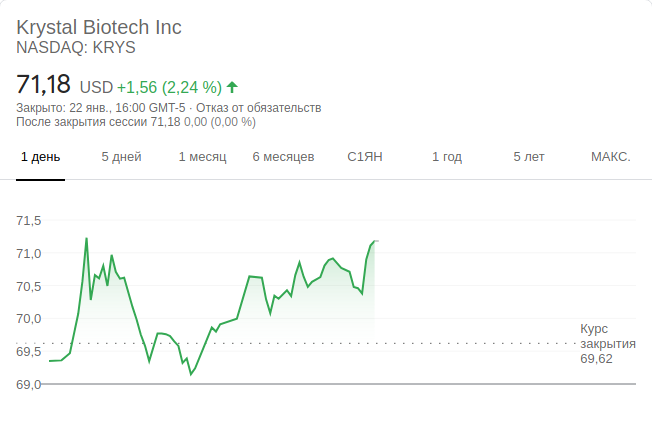 Krystal Biotech Inc
NASDAQ: KRYS
71,18 USD +1,56 (2,24 %)
Закрыто: 22 янв., 16:00 GMT-5 · Отказ от обязательств
После закрытия сессии 71,18 0,00 (0,00 %)
1 день 5 дней 1 месяц 6 месяцев С1ЯН 1 год 5 лет МАКС.
71,5
71,0
70,5
70,0
69,5
69,0
Курс
закрытия
69,62